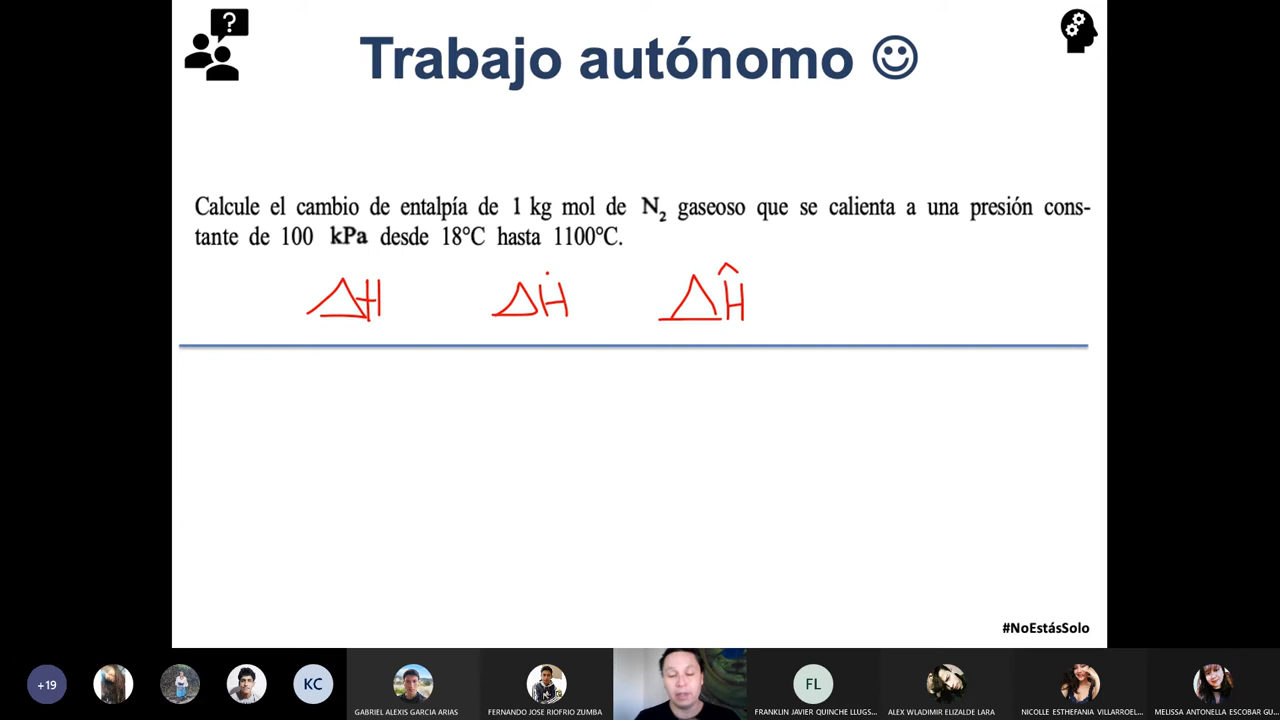 ?
Trabajo autónomo ☺
Calcule el cambio de entalpía de 1 kg mol de N₂ gaseoso que se calienta a una presión cons-
tante de 100 kPa desde 18°C hasta 1100°C.
ΔH ΔḢ ΔĤ
#NoEstásSolo
+19 KC FL
GABRIEL ALEXIS GARCIA ARIAS FERNANDO JOSE RIOFRIO ZUMBA FRANKLIN JAVIER QUINCHE LLUGS... ALEX WLADIMIR ELIZALDE LARA NICOLLE ESTHEFANIA VILLARROEL... MELISSA ANTONELLA ESCOBAR GU...